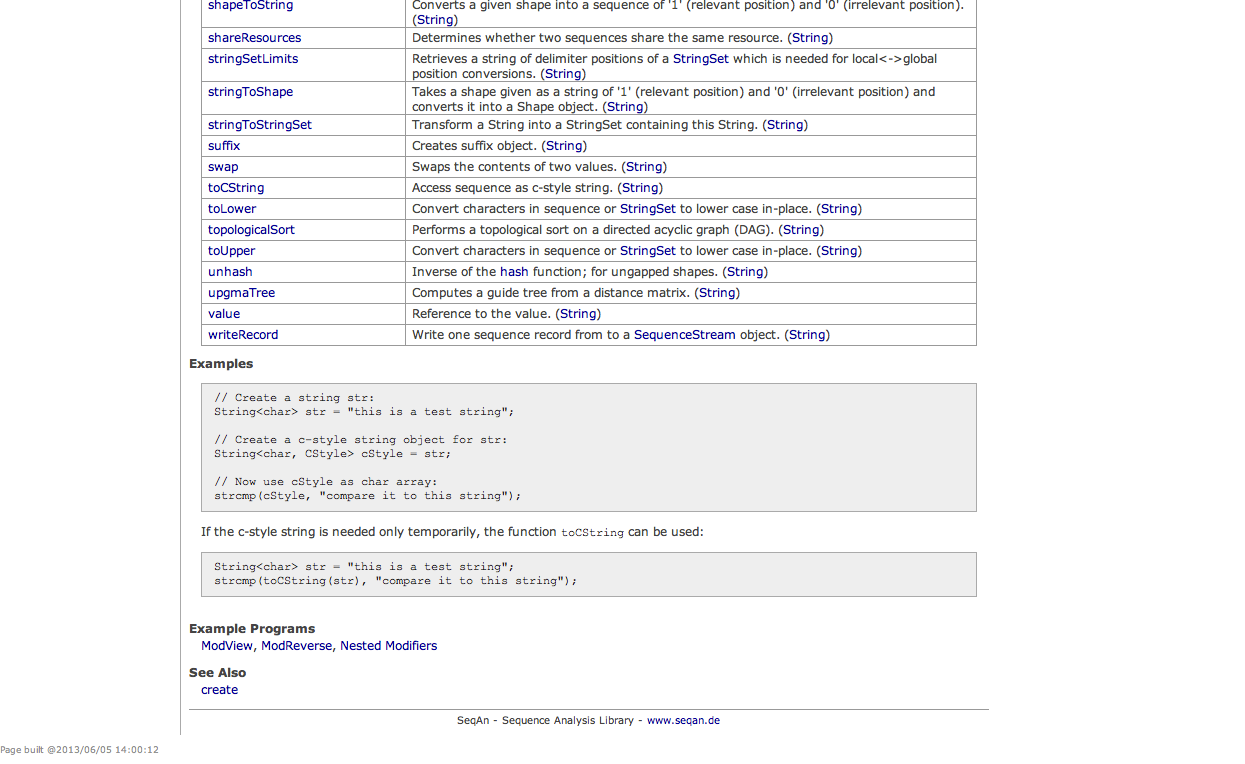 shapeToString Converts a given shape into a sequence of '1' (relevant position) and '0' (irrelevant position).
(String)
shareResources Determines whether two sequences share the same resource. (String)
stringSetLimits Retrieves a string of delimiter positions of a StringSet which is needed for local<->global
position conversions. (String)
stringToShape Takes a shape given as a string of '1' (relevant position) and '0' (irrelevant position) and
converts it into a Shape object. (String)
stringToStringSet Transform a String into a StringSet containing this String. (String)
suffix Creates suffix object. (String)
swap Swaps the contents of two values. (String)
toCString Access sequence as c-style string. (String)
toLower Convert characters in sequence or StringSet to lower case in-place. (String)
topologicalSort Performs a topological sort on a directed acyclic graph (DAG). (String)
toUpper Convert characters in sequence or StringSet to lower case in-place. (String)
unhash Inverse of the hash function; for ungapped shapes. (String)
upgmaTree Computes a guide tree from a distance matrix. (String)
value Reference to the value. (String)
writeRecord Write one sequence record from to a SequenceStream object. (String)
Examples
// Create a string str:
String<char> str = "this is a test string";
// Create a c-style string object for str:
String<char, CStyle> cStyle = str;
// Now use cStyle as char array:
strcmp(cStyle, "compare it to this string");
If the c-style string is needed only temporarily, the function toCString can be used:
String<char> str = "this is a test string";
strcmp(toCString(str), "compare it to this string");
Example Programs
ModView, ModReverse, Nested Modifiers
See Also
create
SeqAn - Sequence Analysis Library - www.seqan.de
Page built @2013/06/05 14:00:12